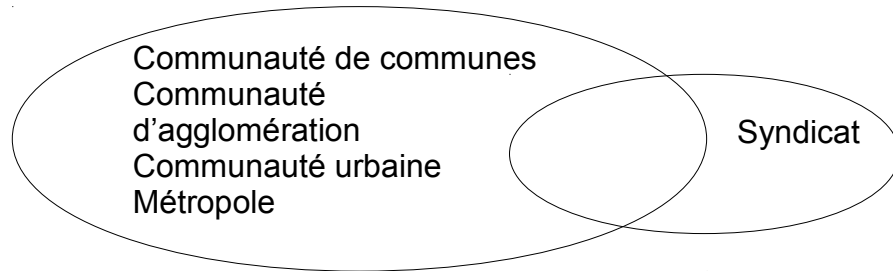 Communauté de communes
Communauté
d’agglomération
Communauté urbaine
Métropole
Syndicat